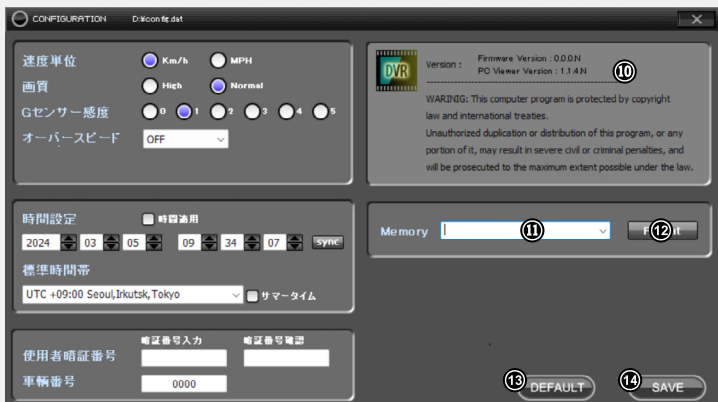 CONFIGURATION D:¥config.dat
速度単位 Km/h MPH
画質 High Normal
Gセンサー感度 0 1 2 3 4 5
オーバースピード OFF
時間設定 時間適用
2024 03 05 09 34 07 sync
標準時間帯
UTC +09:00 Seoul,Irkutsk,Tokyo サマータイム
暗証番号入力 暗証番号確認
使用者暗証番号
車輌番号 0000
DVR
Version : Firmware Version : 0.0.0.N
PC Viewer Version : 1.1.4.N
⑩
WARINIG: This computer program is protected by copyright
law and international treaties.
Unauthorized duplication or distribution of this program, or any
portion of it, may result in severe civil or criminal penalties, and
will be prosecuted to the maximum extent possible under the law.
Memory ⑪ ⑫
⑬ DEFAULT ⑭ SAVE